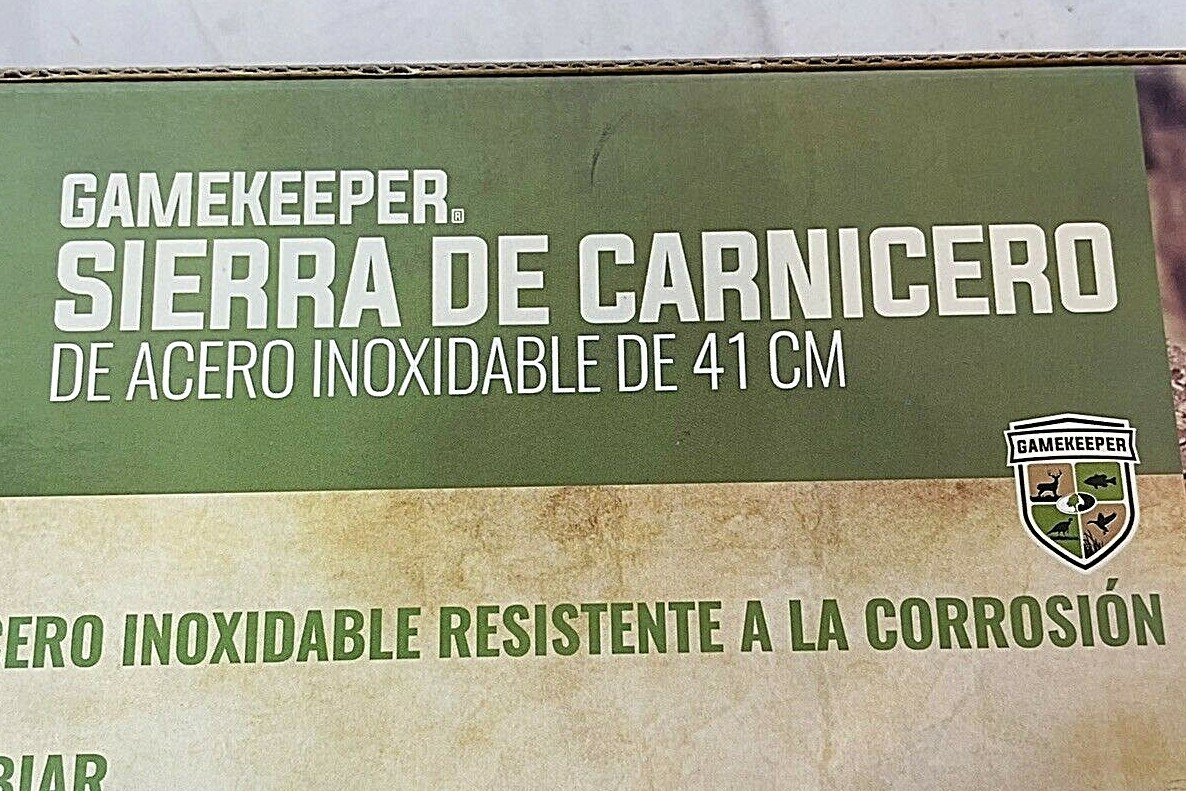 GAMEKEEPER®
SIERRA DE CARNICERO
DE ACERO INOXIDABLE DE 41 CM
GAMEKEEPER
INOXIDABLE RESISTENTE A LA CORROSIÓN